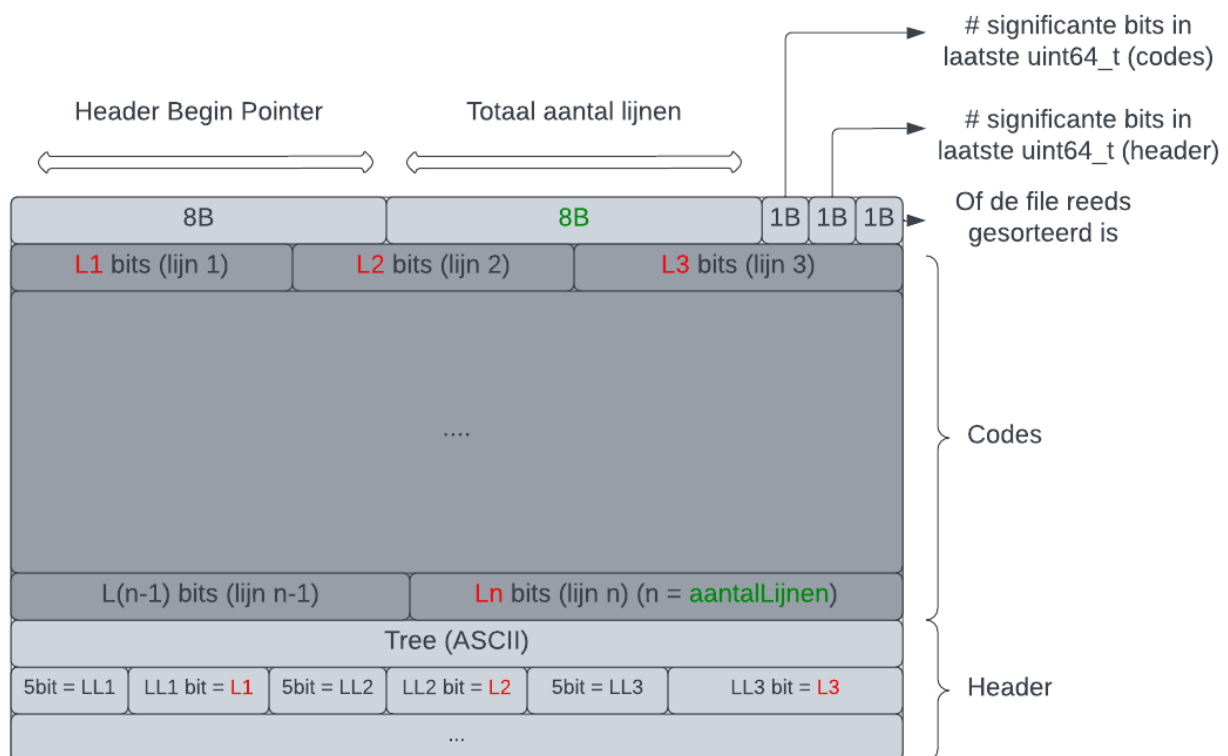 # significante bits in
laatste uint64_t (codes)
Header Begin Pointer
Totaal aantal lijnen
# significante bits in
laatste uint64_t (header)
8B
8B
1B
1B
1B
Of de file reeds
gesorteerd is
L1 bits (lijn 1)
L2 bits (lijn 2)
L3 bits (lijn 3)
....
Codes
L(n-1) bits (lijn n-1)
Ln bits (lijn n) (n = aantalLijnen)
Tree (ASCII)
5bit = LL1
LL1 bit = L1
5bit = LL2
LL2 bit = L2
5bit = LL3
LL3 bit = L3
Header
...